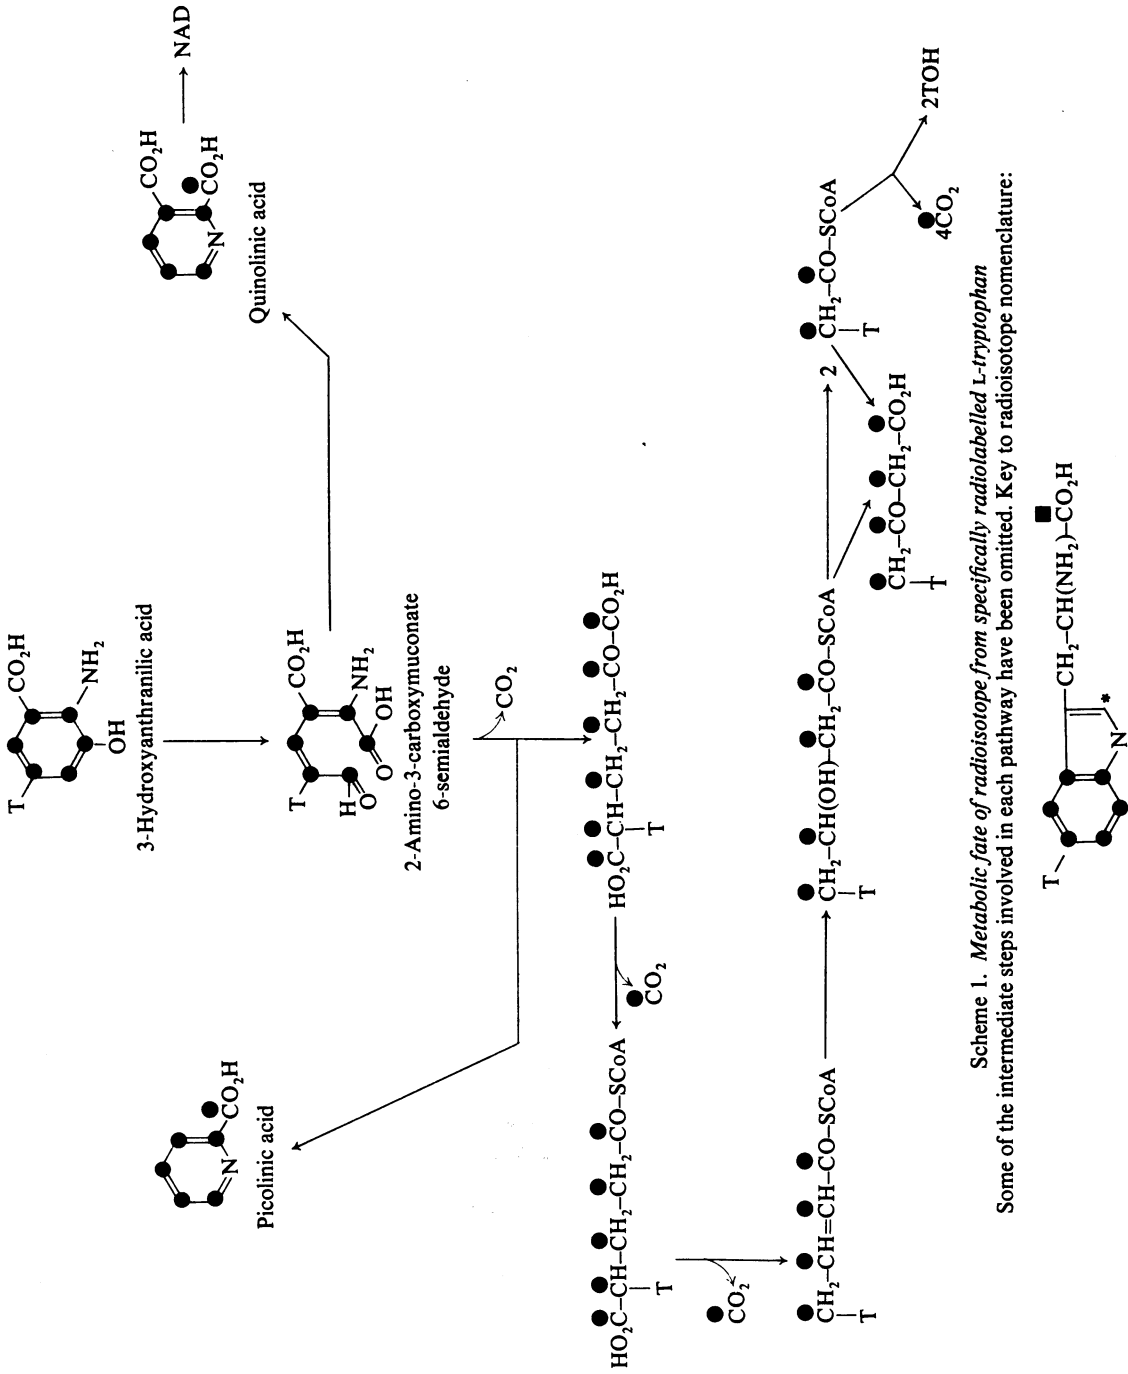 T
CO₂H
NH₂
OH
3-Hydroxyanthranilic acid
T
CO₂H
NH₂
OH
O
H
O
2-Amino-3-carboxymuconate
6-semialdehyde
CO₂H
CO₂H
N
NAD
Quinolinic acid
CO₂H
N
Picolinic acid
CO₂
HO₂C–CH–CH₂–CH₂–CO–CO₂H
T
CO₂
HO₂C–CH–CH₂–CH₂–CO–SCoA
T
CO₂
CH₂–CH=CH–CO–SCoA
T
CH₂–CH(OH)–CH₂–CO–SCoA
T
2 CH₂–CO–SCoA
T
CH₂–CO–CH₂–CO₂H
T
4CO₂
2TOH
Scheme 1. Metabolic fate of radioisotope from specifically radiolabelled L-tryptophan
Some of the intermediate steps involved in each pathway have been omitted. Key to radioisotope nomenclature:
T
CH₂–CH(NH₂)–CO₂H
*
N